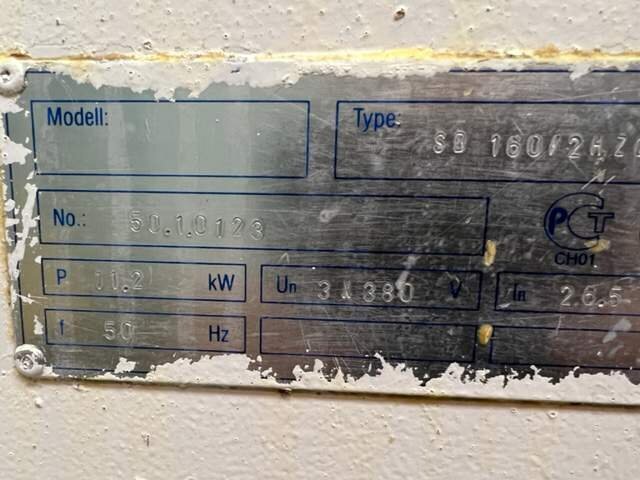 Modell:
Type: SD 160/2HZ
No.: 50.1.0123
PCT
CH01
P 11.2 kW
Un 3 X 380 V
In 26.5
f 50 Hz